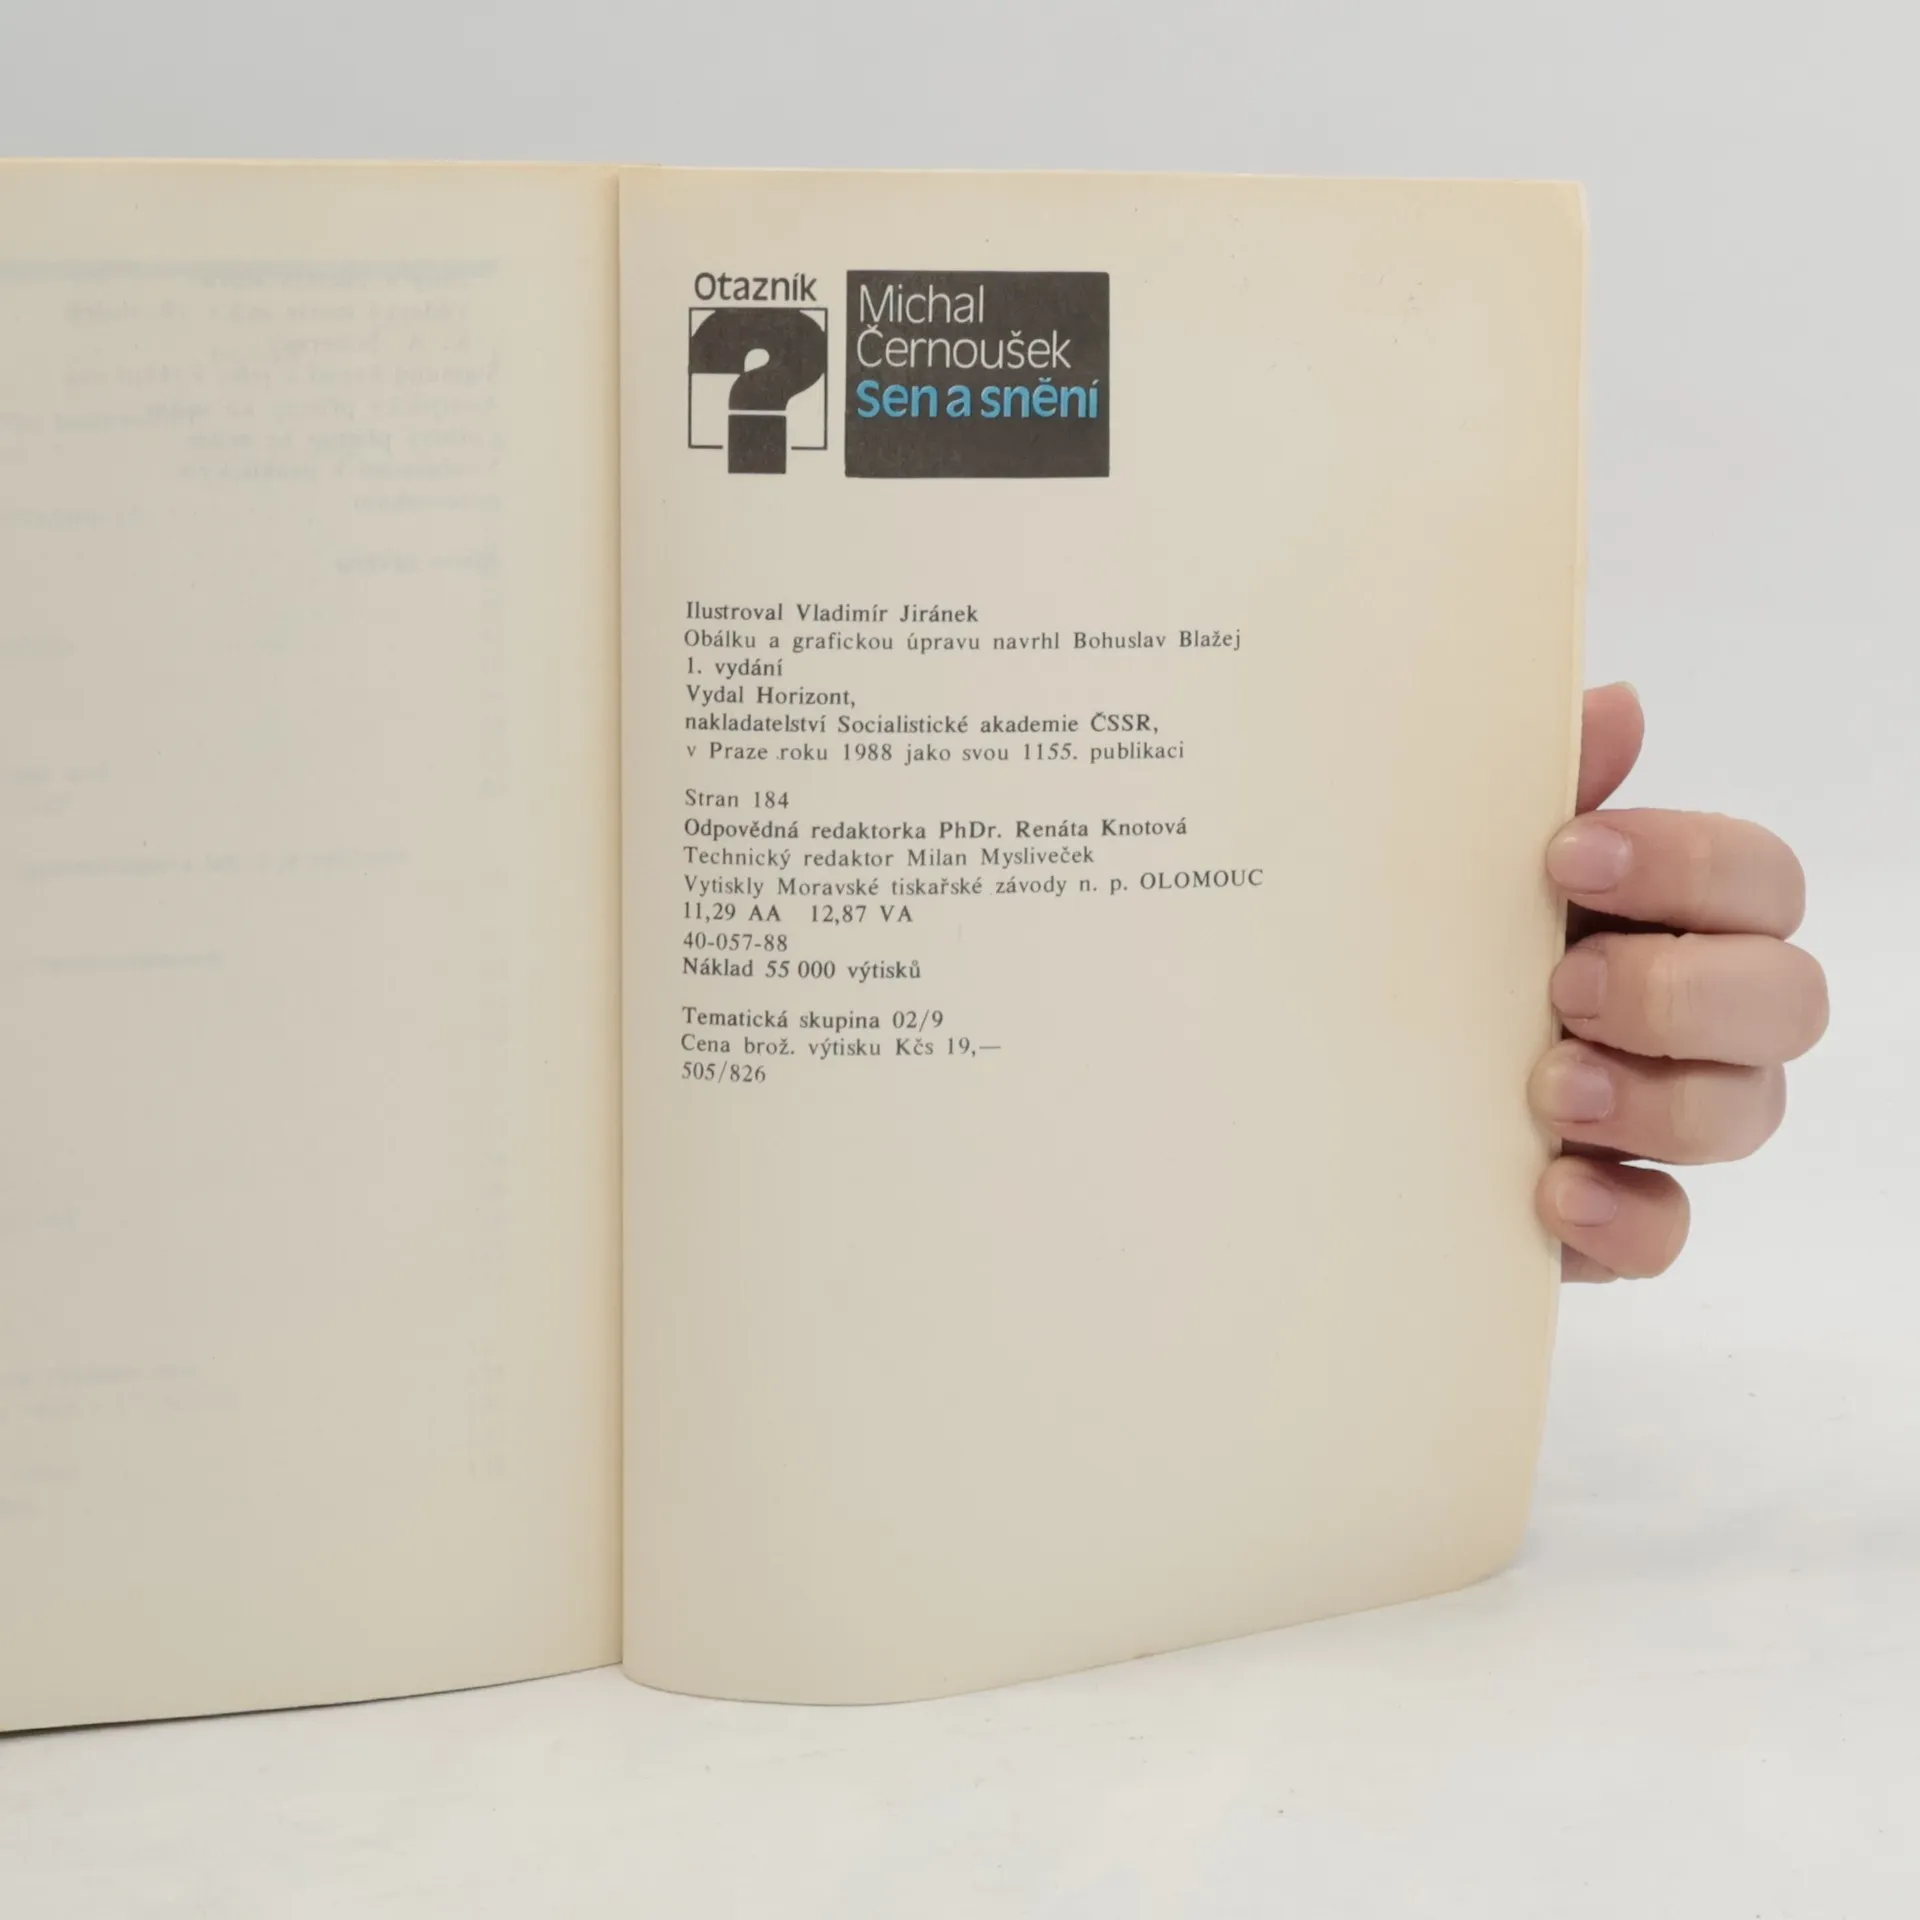 Otazník
Michal
Černoušek
Sen a snění
Ilustroval Vladimír Jiránek
Obálku a grafickou úpravu navrhl Bohuslav Blažej
1. vydání
Vydal Horizont,
nakladatelství Socialistické akademie ČSSR,
v Praze roku 1988 jako svou 1155. publikaci
Stran 184
Odpovědná redaktorka PhDr. Renáta Knotová
Technický redaktor Milan Mysliveček
Vytiskly Moravské tiskařské závody n. p. OLOMOUC
11,29 AA 12,87 VA
40-057-88
Náklad 55 000 výtisků
Tematická skupina 02/9
Cena brož. výtisku Kčs 19,—
505/826